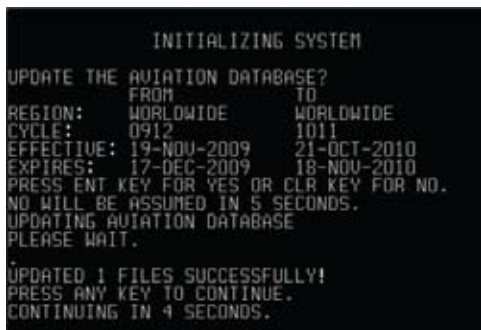 INITIALIZING SYSTEM
UPDATE THE AVIATION DATABASE?
FROM TO
REGION: WORLDWIDE WORLDWIDE
CYCLE: 0912 1011
EFFECTIVE: 19-NOV-2009 21-OCT-2010
EXPIRES: 17-DEC-2009 18-NOV-2010
PRESS ENT KEY FOR YES OR CLR KEY FOR NO.
NO WILL BE ASSUMED IN 5 SECONDS.
UPDATING AVIATION DATABASE
PLEASE WAIT.
.
UPDATED 1 FILES SUCCESSFULLY!
PRESS ANY KEY TO CONTINUE.
CONTINUING IN 4 SECONDS.